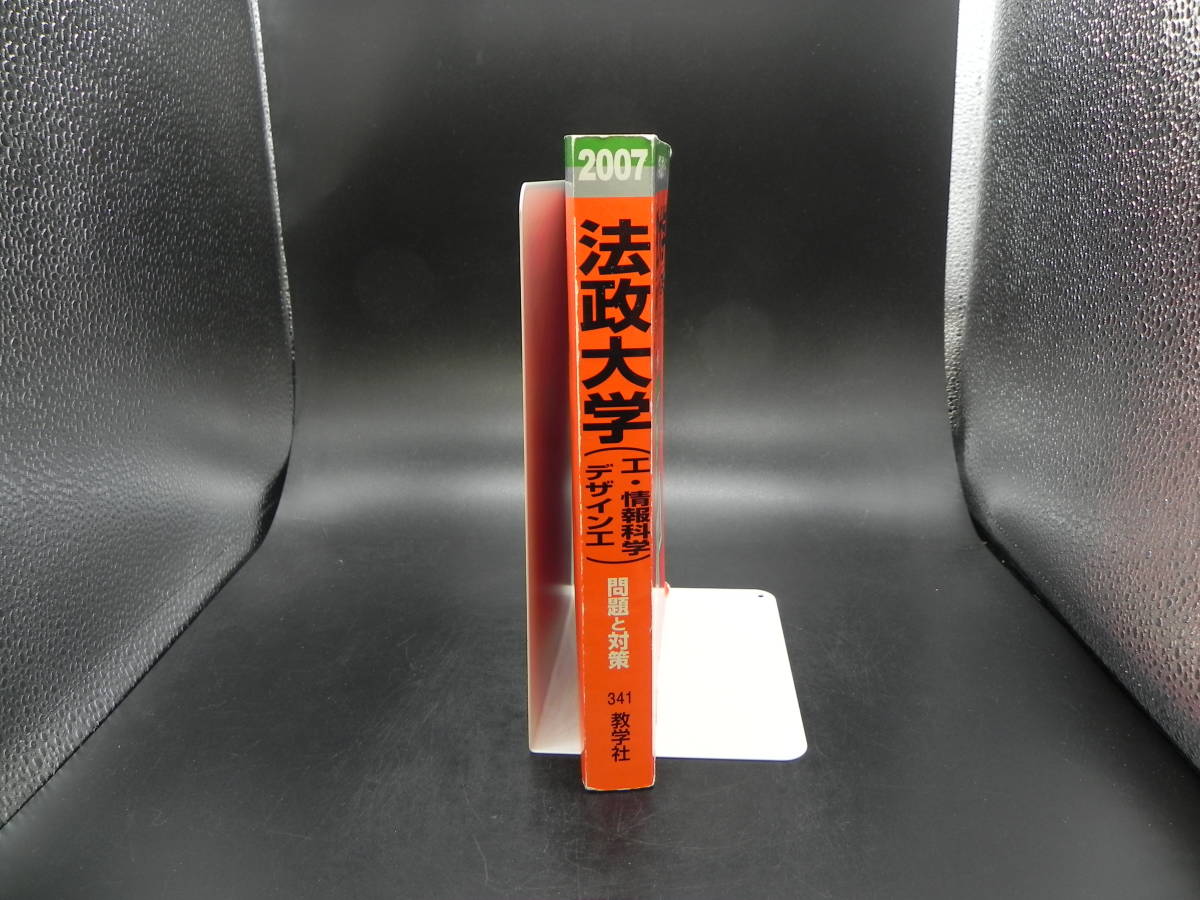 2007
法政大学
(工・情報科学
デザイン工)
問題と対策
341
教学社